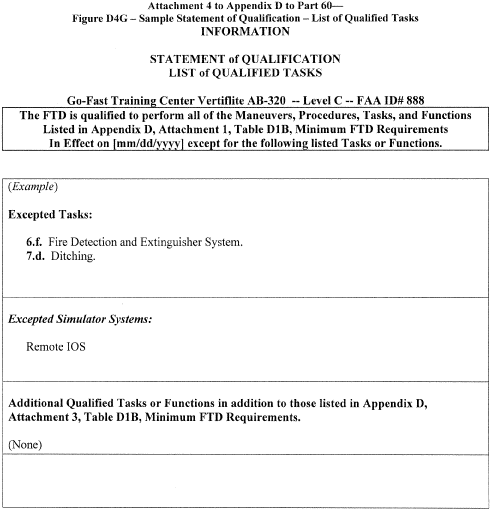 Attachment 4 to Appendix D to Part 60—
Figure D4G – Sample Statement of Qualification – List of Qualified Tasks
INFORMATION
STATEMENT of QUALIFICATION
LIST of QUALIFIED TASKS
Go-Fast Training Center Vertiflite AB-320 -- Level C -- FAA ID# 888
The FTD is qualified to perform all of the Maneuvers, Procedures, Tasks, and Functions
Listed in Appendix D, Attachment 1, Table D1B, Minimum FTD Requirements
In Effect on [mm/dd/yyyy] except for the following listed Tasks or Functions.
(Example)
Excepted Tasks:
6.f. Fire Detection and Extinguisher System.
7.d. Ditching.
Excepted Simulator Systems:
Remote IOS
Additional Qualified Tasks or Functions in addition to those listed in Appendix D,
Attachment 3, Table D1B, Minimum FTD Requirements.
(None)